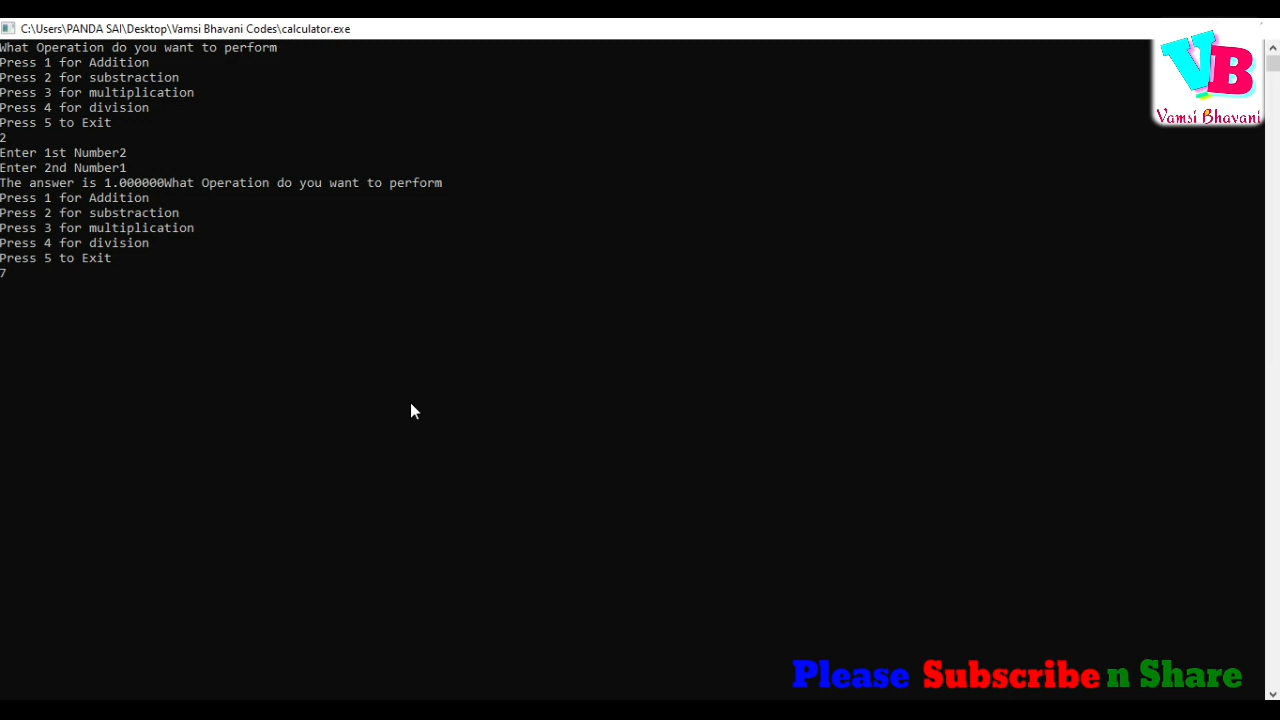 C:\Users\PANDA SAI\Desktop\Vamsi Bhavani Codes\calculator.exe
What Operation do you want to perform
Press 1 for Addition
Press 2 for substraction
Press 3 for multiplication
Press 4 for division
Press 5 to Exit
2
Enter 1st Number2
Enter 2nd Number1
The answer is 1.000000What Operation do you want to perform
Press 1 for Addition
Press 2 for substraction
Press 3 for multiplication
Press 4 for division
Press 5 to Exit
7
VB
Vamsi Bhavani
Please Subscribe n Share